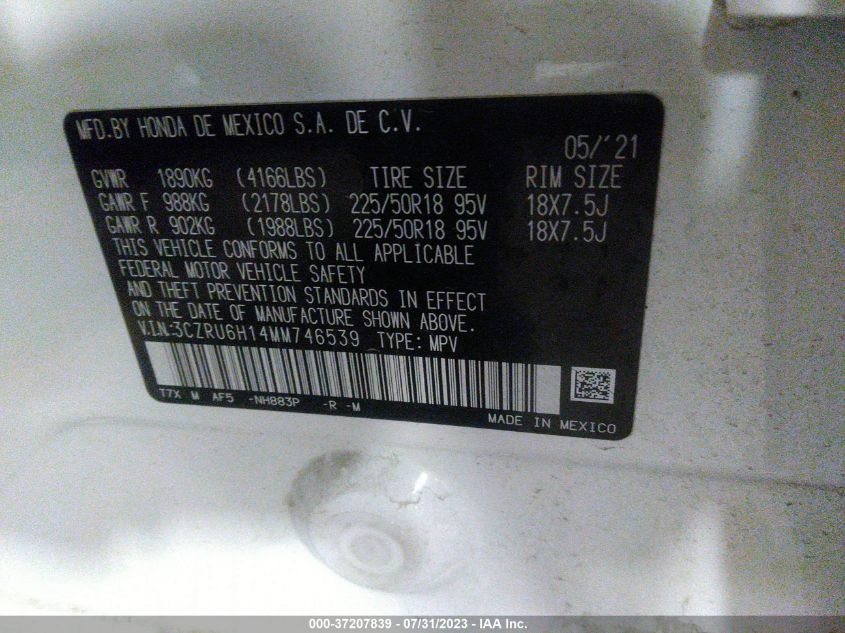 MFD.BY HONDA DE MEXICO S.A. DE C.V.
05/'21
GVWR 1890KG (4166LBS) TIRE SIZE RIM SIZE
GAWR F 988KG (2178LBS) 225/50R18 95V 18X7.5J
GAWR R 902KG (1988LBS) 225/50R18 95V 18X7.5J
THIS VEHICLE CONFORMS TO ALL APPLICABLE
FEDERAL MOTOR VEHICLE SAFETY
AND THEFT PREVENTION STANDARDS IN EFFECT
ON THE DATE OF MANUFACTURE SHOWN ABOVE.
V.I.N.:3CZRU6H14MM746539 TYPE: MPV
T7X M AF5 -NH883P -R -M
MADE IN MEXICO
000-37207839 - 07/31/2023 - IAA Inc.